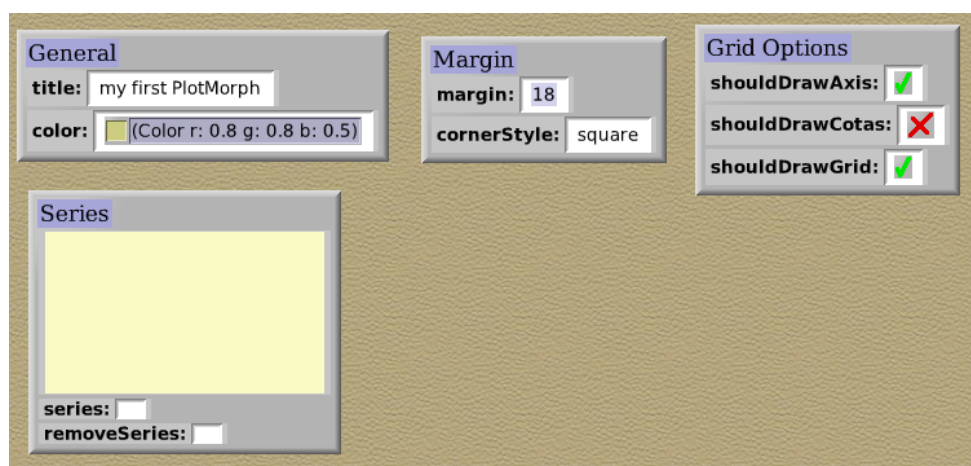 General
title: my first PlotMorph
color: (Color r: 0.8 g: 0.8 b: 0.5)
Margin
margin: 18
cornerStyle: square
Grid Options
shouldDrawAxis:
shouldDrawCotas:
shouldDrawGrid:
Series
series:
removeSeries: